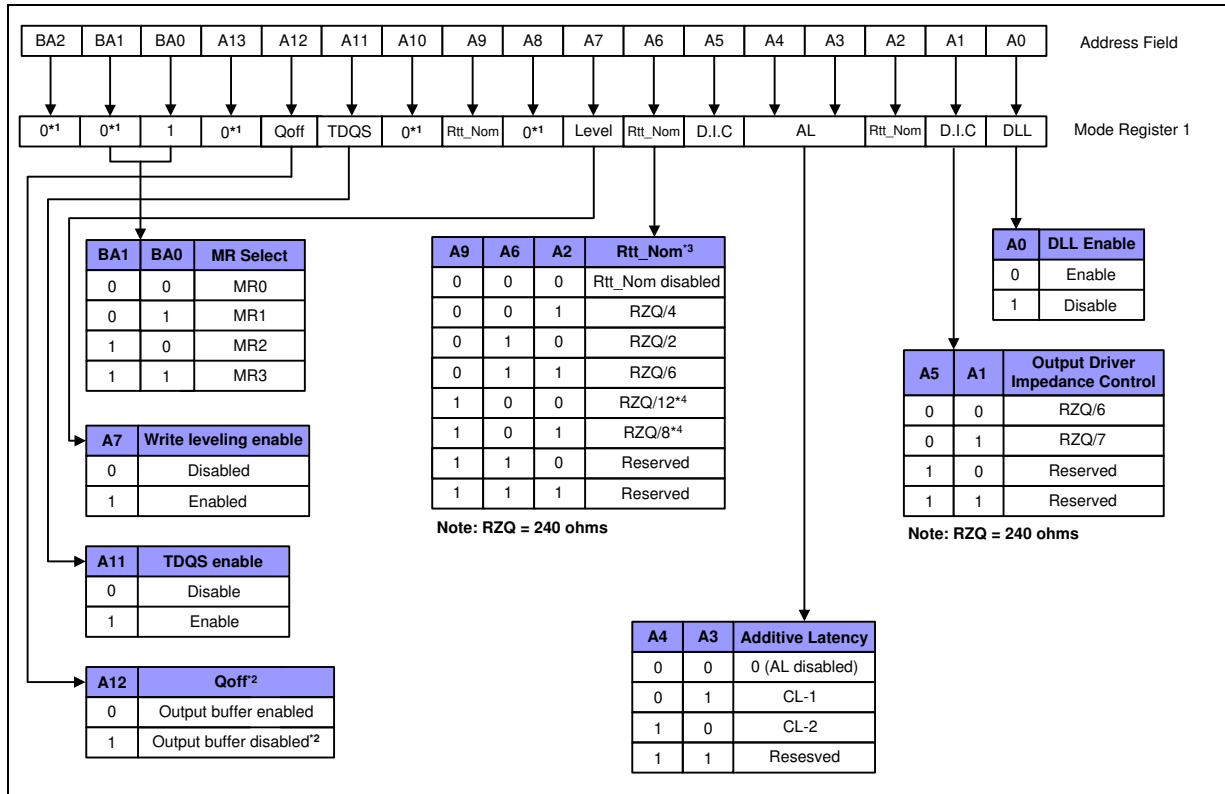 BA2 BA1 BA0 A13 A12 A11 A10 A9 A8 A7 A6 A5 A4 A3 A2 A1 A0 Address Field
0*1 0*1 1 0*1 Qoff TDQS 0*1 Rtt_Nom 0*1 Level Rtt_Nom D.I.C AL Rtt_Nom D.I.C DLL Mode Register 1
BA1 BA0 MR Select
0 0 MR0
0 1 MR1
1 0 MR2
1 1 MR3
A7 Write leveling enable
0 Disabled
1 Enabled
A11 TDQS enable
0 Disable
1 Enable
A12 Qoff*2
0 Output buffer enabled
1 Output buffer disabled*2
A9 A6 A2 Rtt_Nom*3
0 0 0 Rtt_Nom disabled
0 0 1 RZQ/4
0 1 0 RZQ/2
0 1 1 RZQ/6
1 0 0 RZQ/12*4
1 0 1 RZQ/8*4
1 1 0 Reserved
1 1 1 Reserved
Note: RZQ = 240 ohms
A4 A3 Additive Latency
0 0 0 (AL disabled)
0 1 CL-1
1 0 CL-2
1 1 Resesved
A0 DLL Enable
0 Enable
1 Disable
A5 A1 Output Driver
Impedance Control
0 0 RZQ/6
0 1 RZQ/7
1 0 Reserved
1 1 Reserved
Note: RZQ = 240 ohms